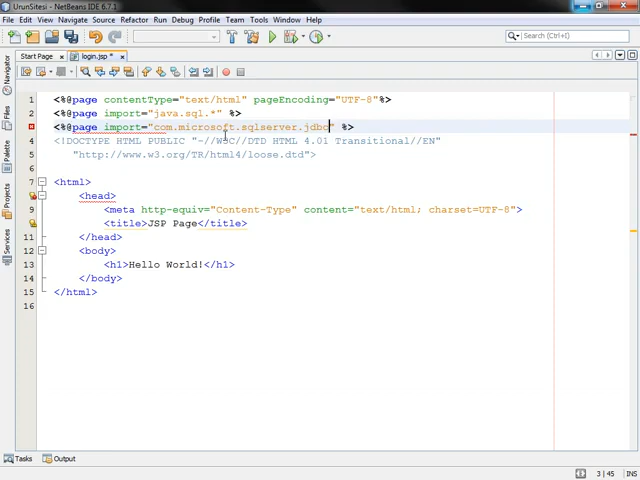 UrunSitesi - NetBeans IDE 6.7.1
File Edit View Navigate Source Refactor Run Debug Profile Team Tools Window Help
Search (Ctrl+I)
Start Page login.jsp *
Navigator
Files
Palette
Projects
Services
1 <%@page contentType="text/html" pageEncoding="UTF-8"%>
2 <%@page import="java.sql.*" %>
3 <%@page import="com.microsoft.sqlserver.jdbc" %>
4 <!DOCTYPE HTML PUBLIC "-//W3C//DTD HTML 4.01 Transitional//EN"
5 "http://www.w3.org/TR/html4/loose.dtd">
6
7 <html>
8 <head>
9 <meta http-equiv="Content-Type" content="text/html; charset=UTF-8">
10 <title>JSP Page</title>
11 </head>
12 <body>
13 <h1>Hello World!</h1>
14 </body>
15 </html>
16
Tasks Output
3 | 45 INS